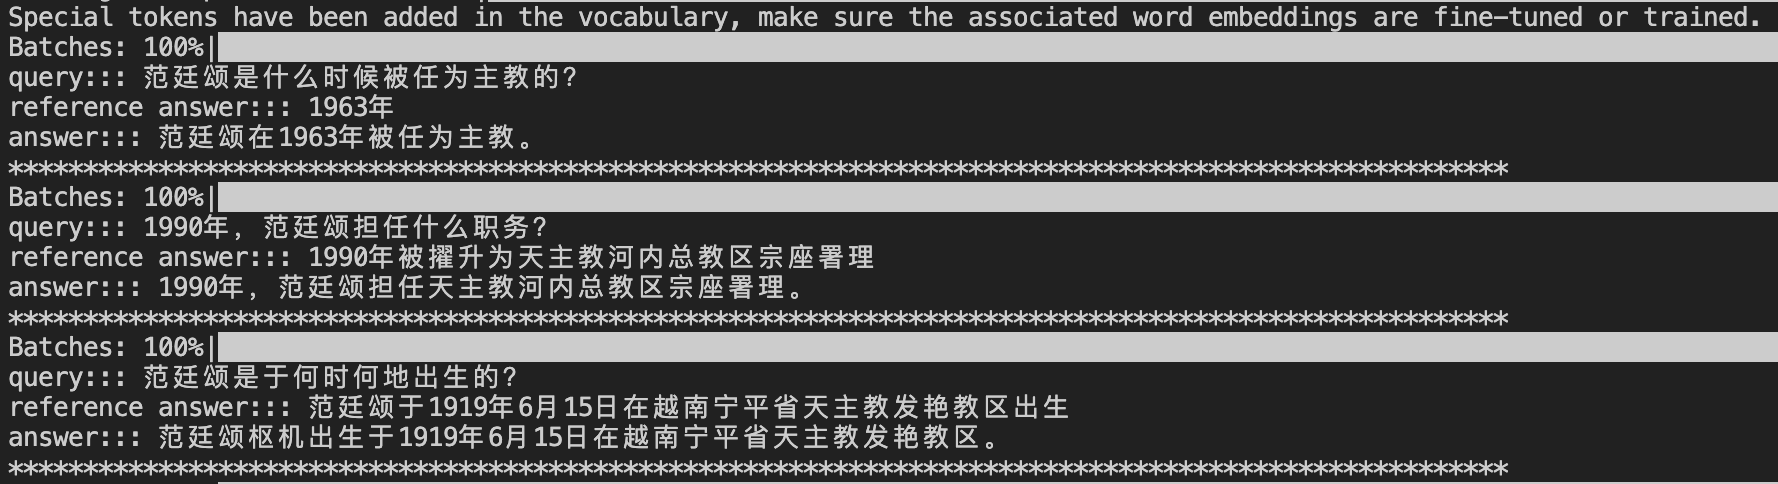 Special tokens have been added in the vocabulary, make sure the associated word embeddings are fine-tuned or trained.
Batches: 100%|
query::: 范廷颂是什么时候被任为主教的?
reference answer::: 1963年
answer::: 范廷颂在1963年被任为主教。
****************************************************************************************************
Batches: 100%|
query::: 1990年，范廷颂担任什么职务?
reference answer::: 1990年被擢升为天主教河内总教区宗座署理
answer::: 1990年，范廷颂担任天主教河内总教区宗座署理。
****************************************************************************************************
Batches: 100%|
query::: 范廷颂是于何时何地出生的?
reference answer::: 范廷颂于1919年6月15日在越南宁平省天主教发艳教区出生
answer::: 范廷颂枢机出生于1919年6月15日在越南宁平省天主教发艳教区。
****************************************************************************************************